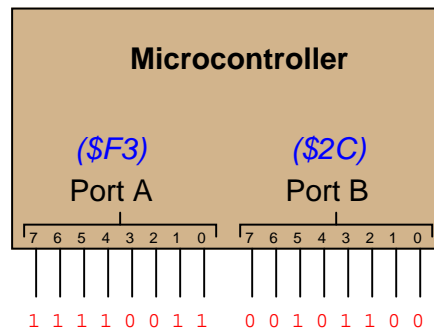 Microcontroller
($F3) ($2C)
Port A Port B
7 6 5 4 3 2 1 0 7 6 5 4 3 2 1 0
1 1 1 1 0 0 1 1 0 0 1 0 1 1 0 0